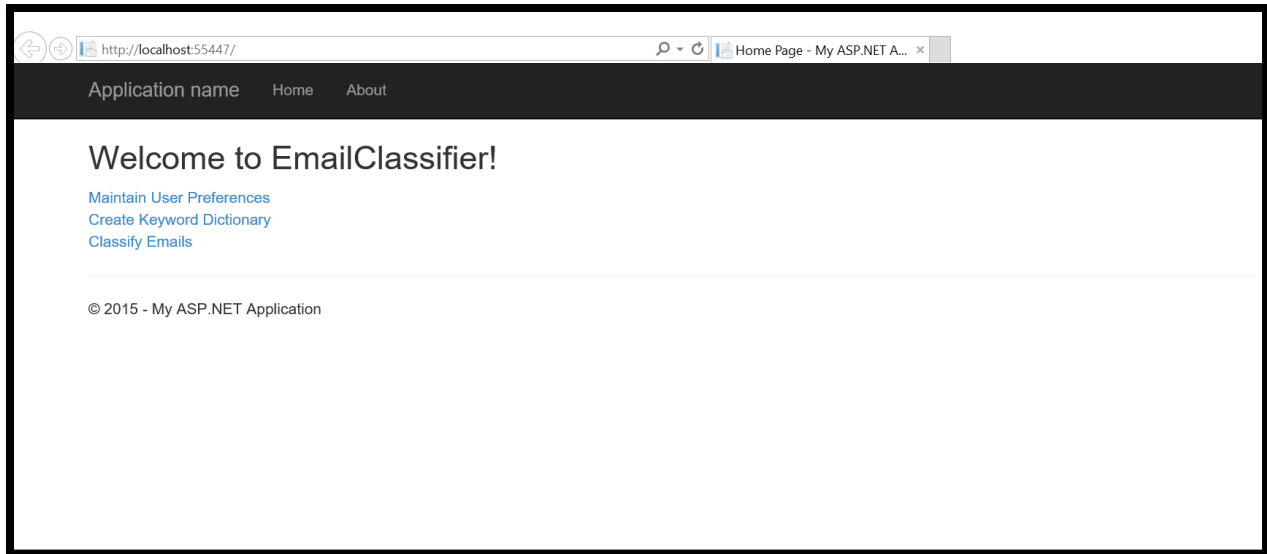 http://localhost:55447/
Home Page - My ASP.NET A...
Application name Home About
Welcome to EmailClassifier!
Maintain User Preferences
Create Keyword Dictionary
Classify Emails
© 2015 - My ASP.NET Application